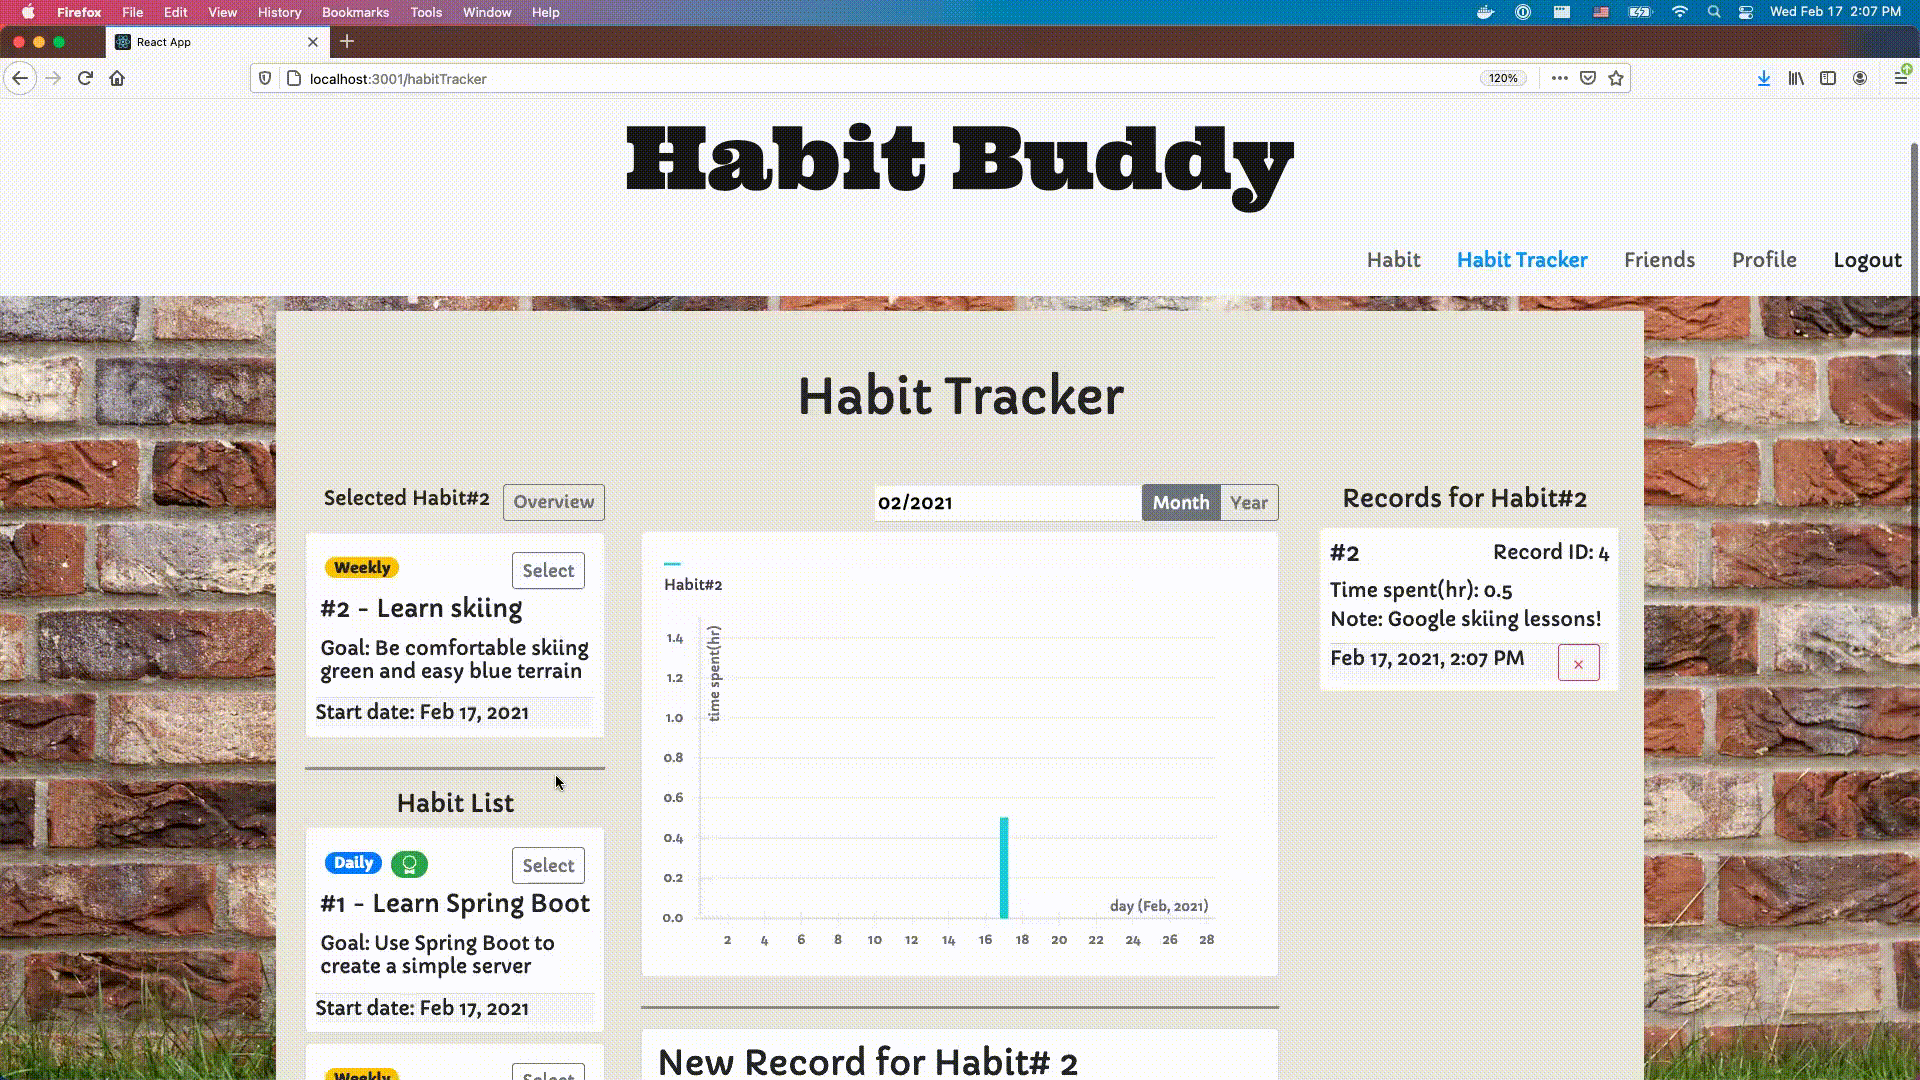 Firefox File Edit View History Bookmarks Tools Window Help
Wed Feb 17 2:07 PM
React App
localhost:3001/habitTracker
120%
Habit Buddy
Habit Habit Tracker Friends Profile Logout
Habit Tracker
Selected Habit#2 Overview
Weekly Select
#2 - Learn skiing
Goal: Be comfortable skiing
green and easy blue terrain
Start date: Feb 17, 2021
Habit List
Daily Select
#1 - Learn Spring Boot
Goal: Use Spring Boot to
create a simple server
Start date: Feb 17, 2021
Weekly Select
02/2021 Month Year
Habit#2
time spent(hr)
1.4
1.2
1.0
0.8
0.6
0.4
0.2
0.0
day (Feb, 2021)
2 4 6 8 10 12 14 16 18 20 22 24 26 28
New Record for Habit# 2
Records for Habit#2
#2 Record ID: 4
Time spent(hr): 0.5
Note: Google skiing lessons!
Feb 17, 2021, 2:07 PM ×